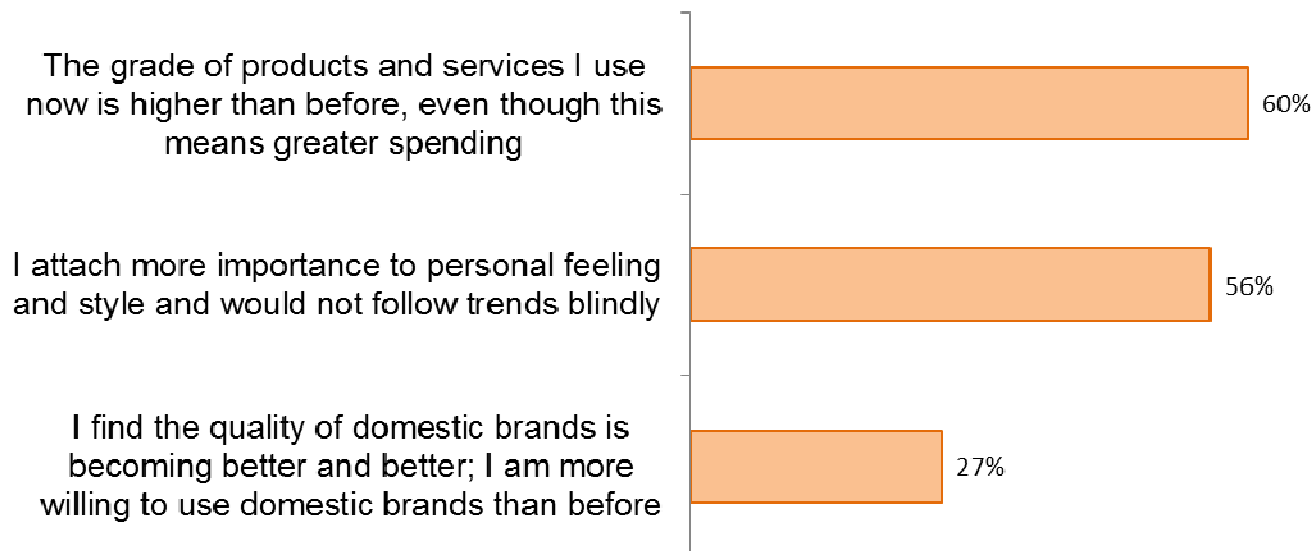 The grade of products and services I use
now is higher than before, even though this
means greater spending
60%
I attach more importance to personal feeling
and style and would not follow trends blindly
56%
I find the quality of domestic brands is
becoming better and better; I am more
willing to use domestic brands than before
27%